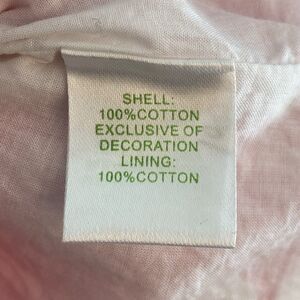 SHELL:
100%COTTON
EXCLUSIVE OF
DECORATION
LINING:
100%COTTON